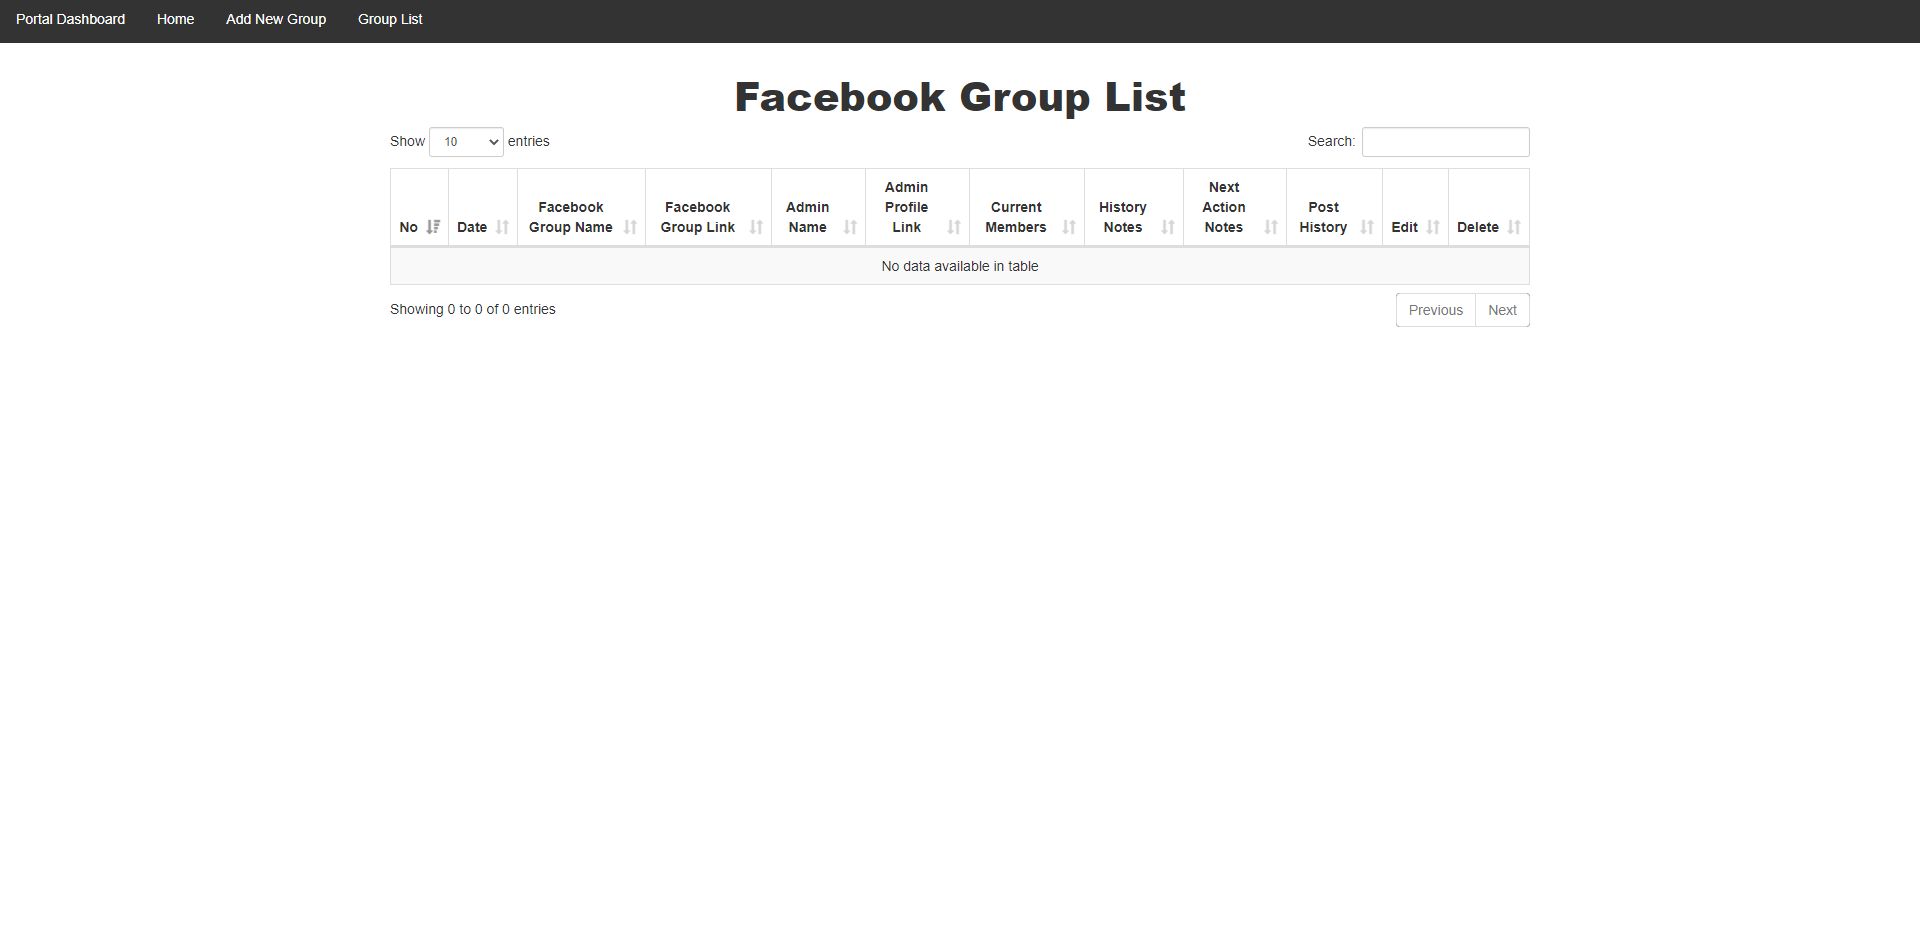 Portal Dashboard Home Add New Group Group List
Facebook Group List
Show 10 entries Search:
No
Date
Facebook
Group Name
Facebook
Group Link
Admin
Name
Admin
Profile
Link
Current
Members
History
Notes
Next
Action
Notes
Post
History
Edit
Delete
No data available in table
Showing 0 to 0 of 0 entries Previous Next